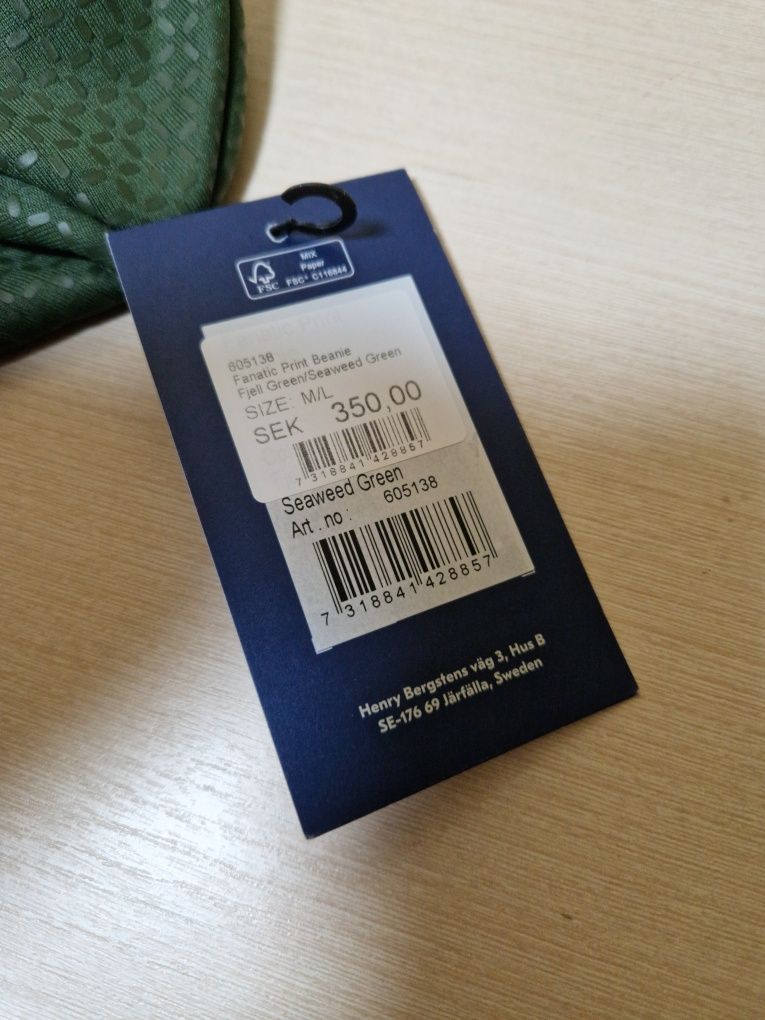 MIX
Paper
FSC
FSC® C116844
605138
Fanatic Print Beanie
Fjell Green/Seaweed Green
SIZE: M/L
SEK 350,00
7 318841 428857
Seaweed Green
Art . no : 605138
7 318841 428857
Henry Bergstens väg 3, Hus B
SE-176 69 Järfälla, Sweden